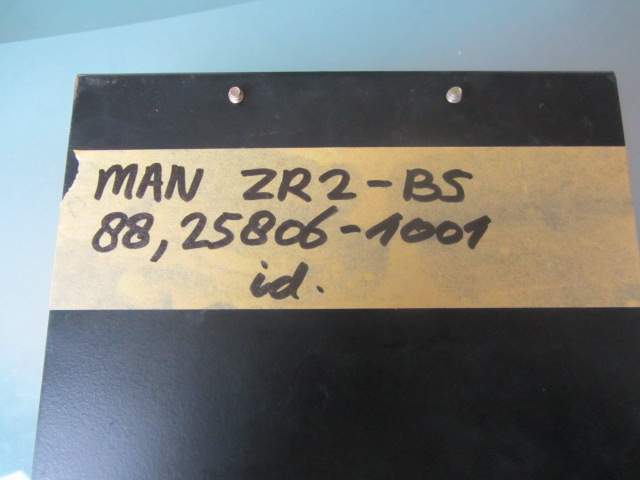 MAN ZR2-BS
88,25806-1001
id.